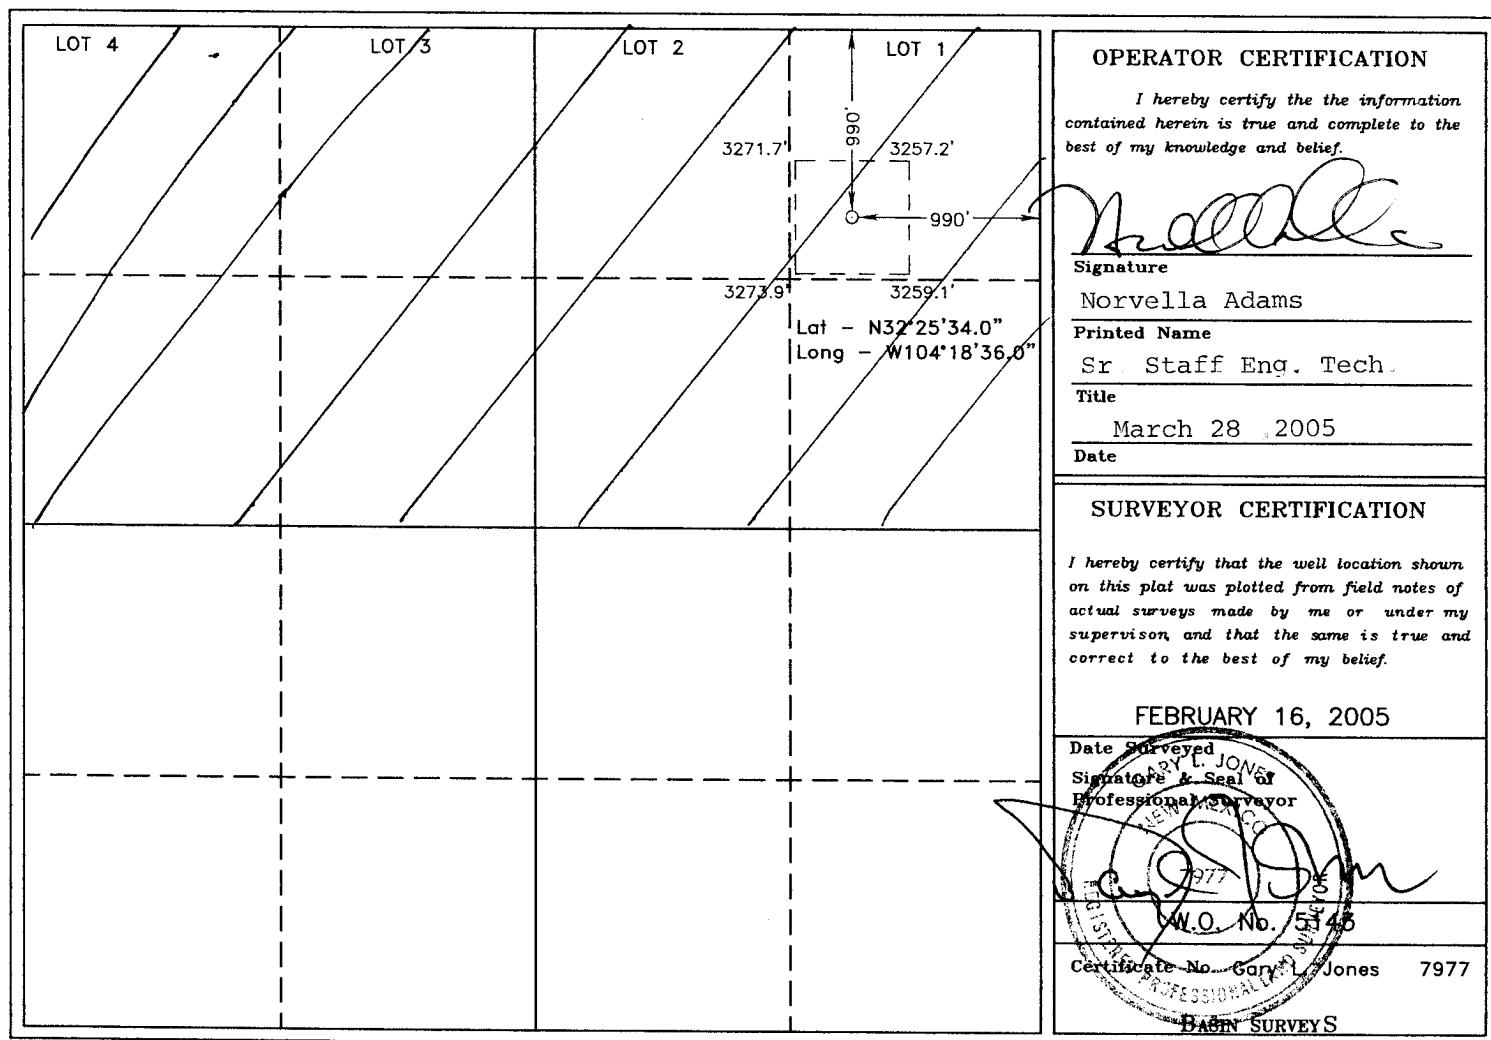 LOT 4 LOT 3 LOT 2 LOT 1
990'
3271.7' 3257.2'
990'
3273.9' 3259.1'
Lat - N32°25'34.0"
Long - W104°18'36.0"
OPERATOR CERTIFICATION
I hereby certify the the information
contained herein is true and complete to the
best of my knowledge and belief.
Signature
Norvella Adams
Printed Name
Sr. Staff Eng. Tech.
Title
March 28, 2005
Date
SURVEYOR CERTIFICATION
I hereby certify that the well location shown
on this plat was plotted from field notes of
actual surveys made by me or under my
supervison, and that the same is true and
correct to the best of my belief.
FEBRUARY 16, 2005
Date Surveyed
Signature & Seal of
Professional Surveyor
GARY L. JONES
NEW MEXICO
7977
REGISTERED PROFESSIONAL LAND SURVEYOR
W.O. No. 5143
Certificate No. Gary L. Jones 7977
BASIN SURVEYS